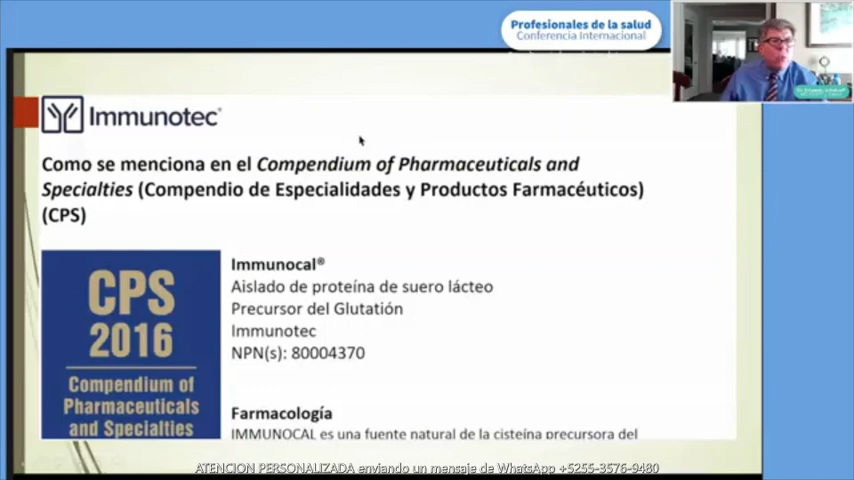 Profesionales de la salud
Conferencia Internacional
Immunotec®
Como se menciona en el Compendium of Pharmaceuticals and
Specialties (Compendio de Especialidades y Productos Farmacéuticos)
(CPS)
CPS
2016
Compendium of
Pharmaceuticals
and Specialties
Immunocal®
Aislado de proteína de suero lácteo
Precursor del Glutatión
Immunotec
NPN(s): 80004370
Farmacología
IMMUNOCAL es una fuente natural de la cisteína precursora del
ATENCION PERSONALIZADA enviando un mensaje de WhatsApp +5255-3576-9480